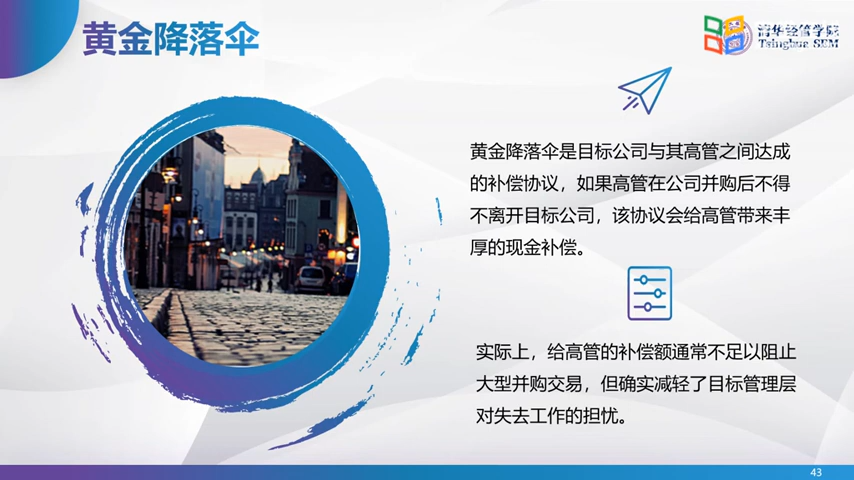 黄金降落伞
清华经管学院
Tsinghua SEM
黄金降落伞是目标公司与其高管之间达成
的补偿协议，如果高管在公司并购后不得
不离开目标公司，该协议会给高管带来丰
厚的现金补偿。
实际上，给高管的补偿额通常不足以阻止
大型并购交易，但确实减轻了目标管理层
对失去工作的担忧。
43